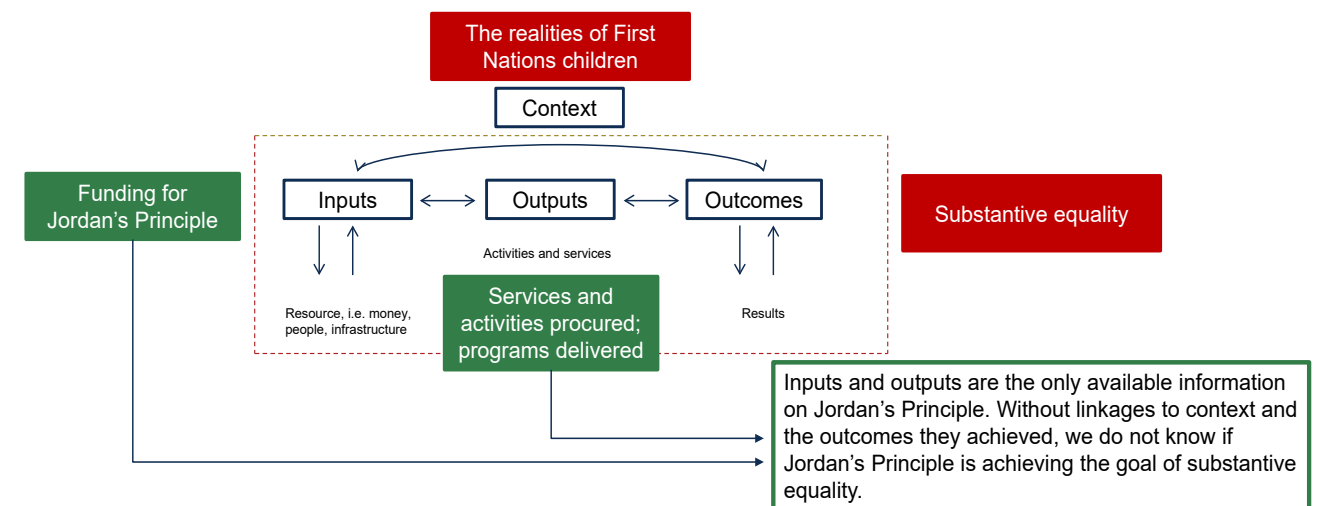 The realities of First
Nations children
Context
Funding for
Jordan's Principle
Inputs
Outputs
Outcomes
Substantive equality
Activities and services
Resource, i.e. money,
people, infrastructure
Services and
activities procured;
programs delivered
Results
Inputs and outputs are the only available information
on Jordan's Principle. Without linkages to context and
the outcomes they achieved, we do not know if
Jordan's Principle is achieving the goal of substantive
equality.